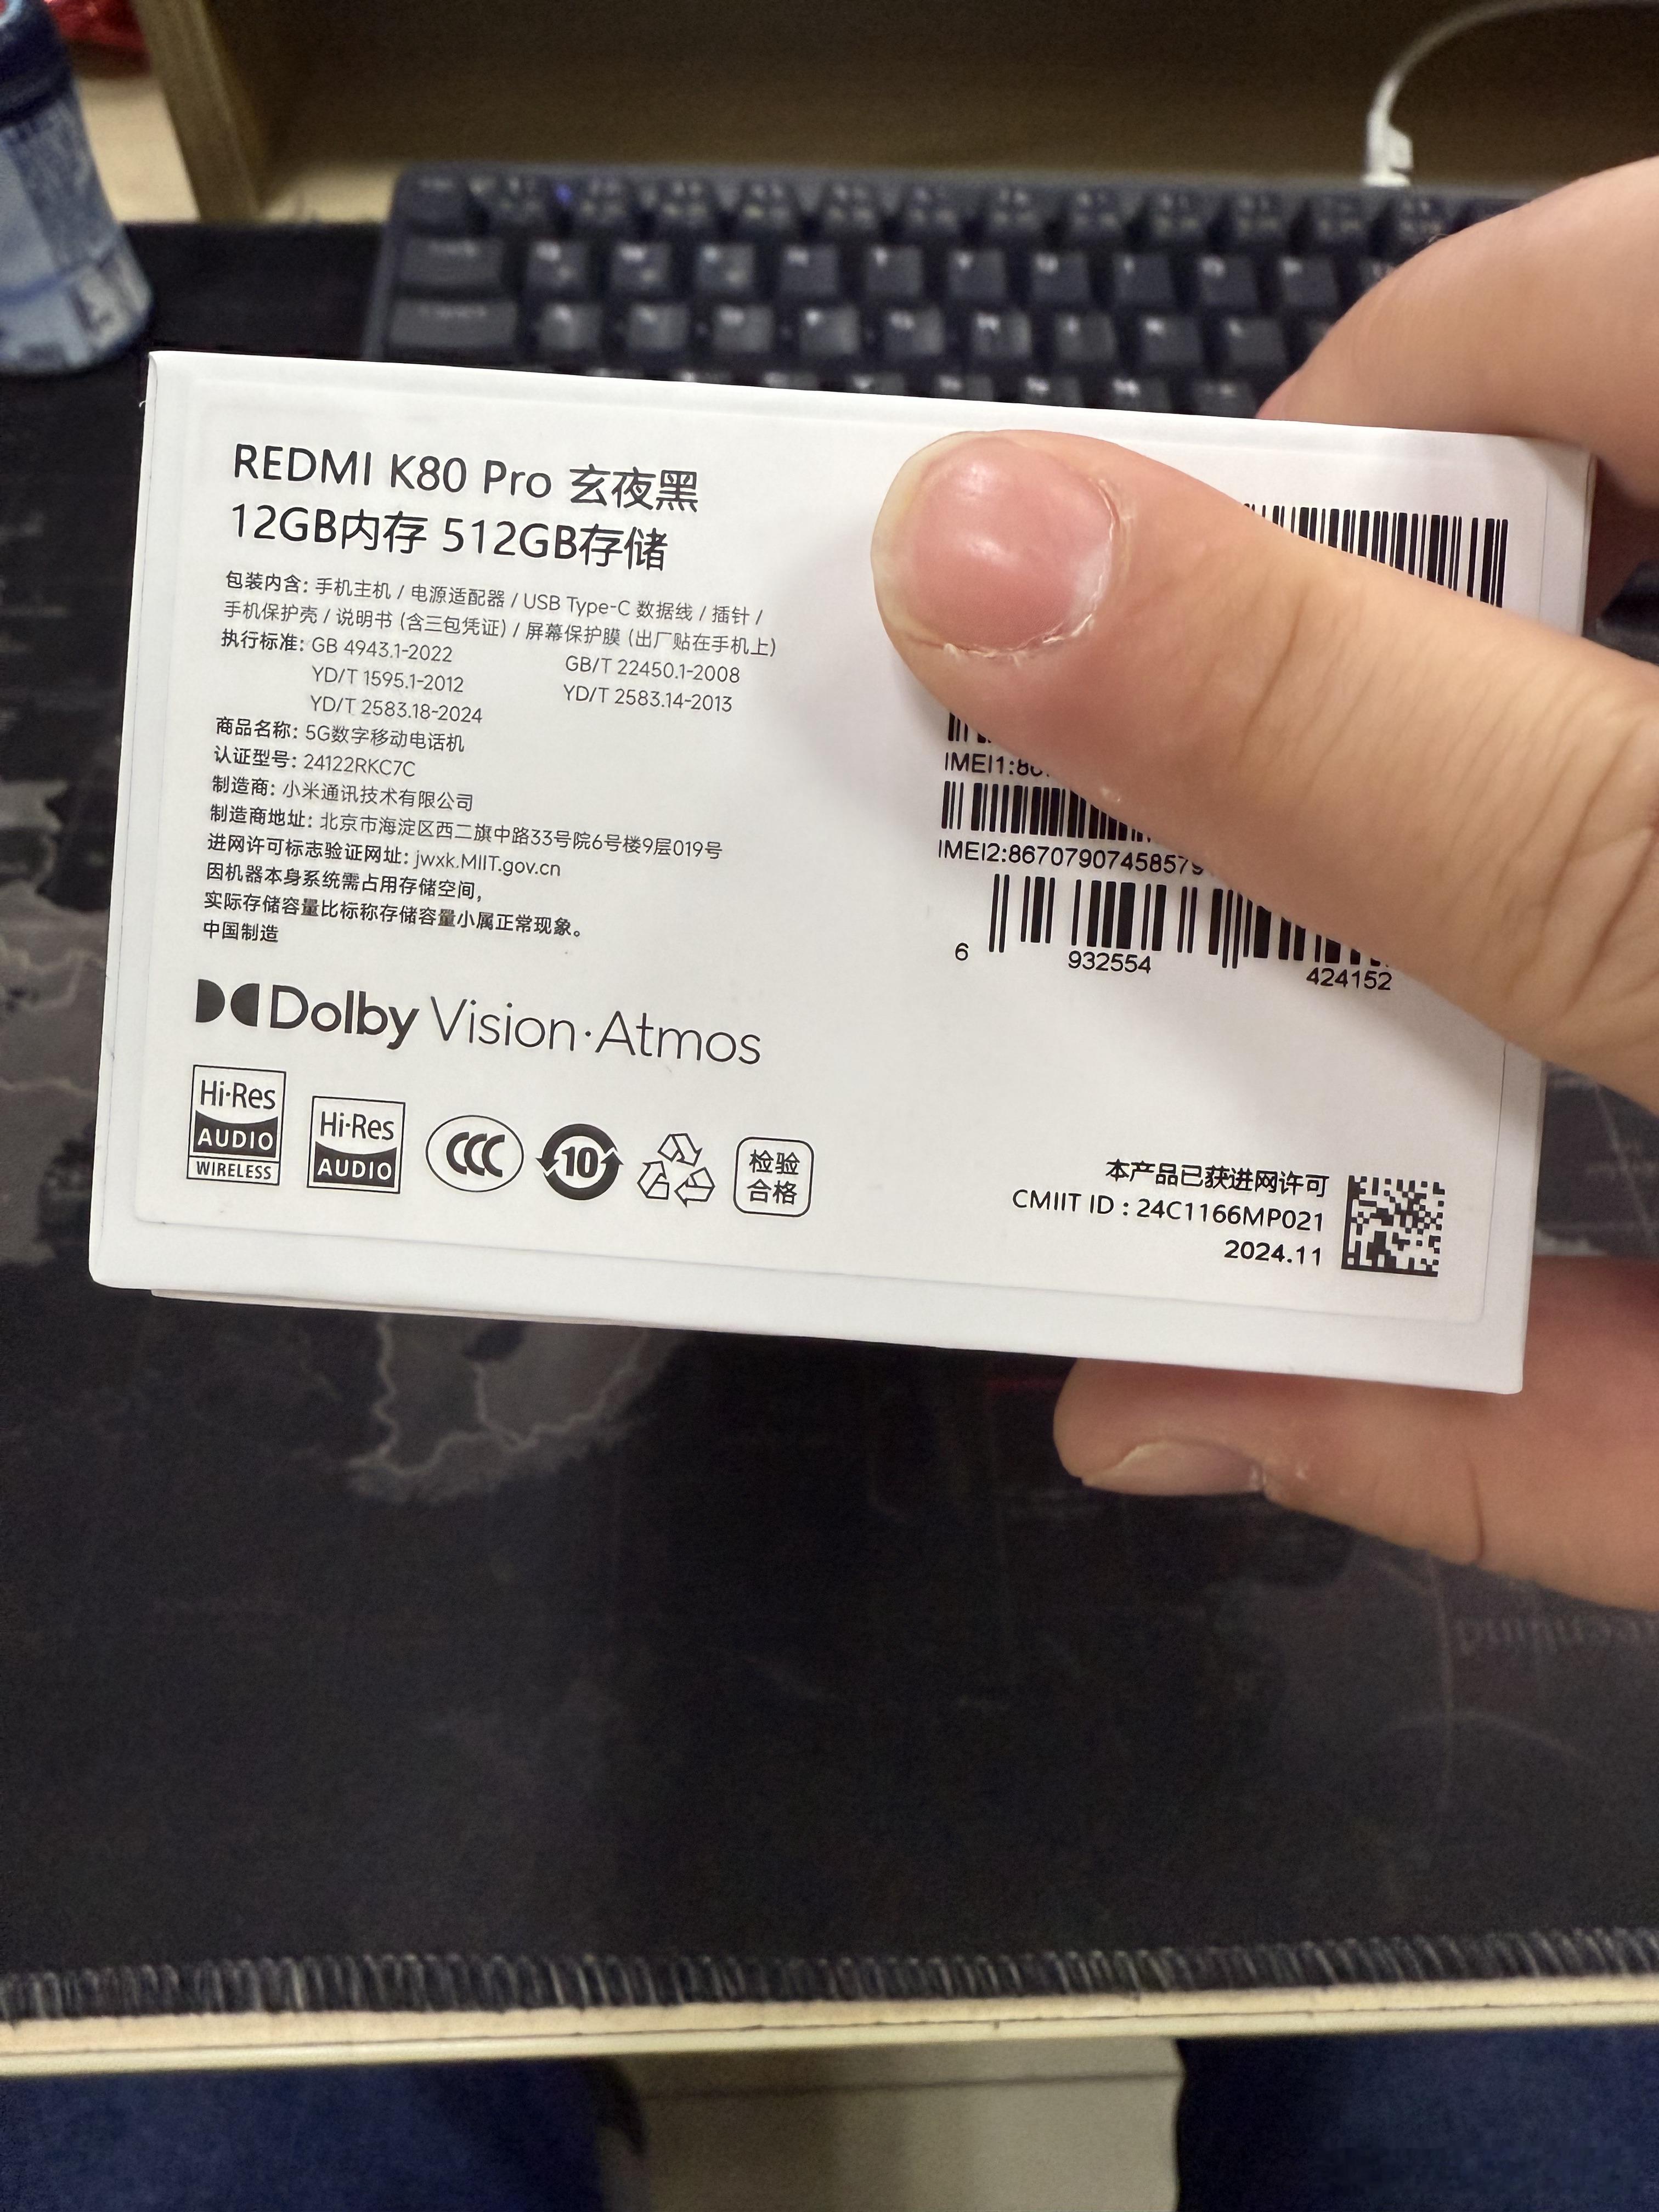 REDMI K80 Pro 玄夜黑
12GB内存 512GB存储
包装内含: 手机主机 / 电源适配器 / USB Type-C 数据线 / 插针 /
手机保护壳 / 说明书 (含三包凭证) / 屏幕保护膜 (出厂贴在手机上)
执行标准: GB 4943.1-2022 GB/T 22450.1-2008
YD/T 1595.1-2012 YD/T 2583.14-2013
YD/T 2583.18-2024
商品名称: 5G数字移动电话机
认证型号: 24122RKC7C
制造商: 小米通讯技术有限公司
制造商地址: 北京市海淀区西二旗中路33号院6号楼9层019号
进网许可标志验证网址: jwxk.MIIT.gov.cn
因机器本身系统需占用存储空间,
实际存储容量比标称存储容量小属正常现象。
中国制造
Dolby Vision·Atmos
Hi-Res
AUDIO
WIRELESS
Hi-Res
AUDIO
CCC
10
检验
合格
IMEI1:86
IMEI2:86707907458579
6 932554 424152
本产品已获进网许可
CMIIT ID : 24C1166MP021
2024.11